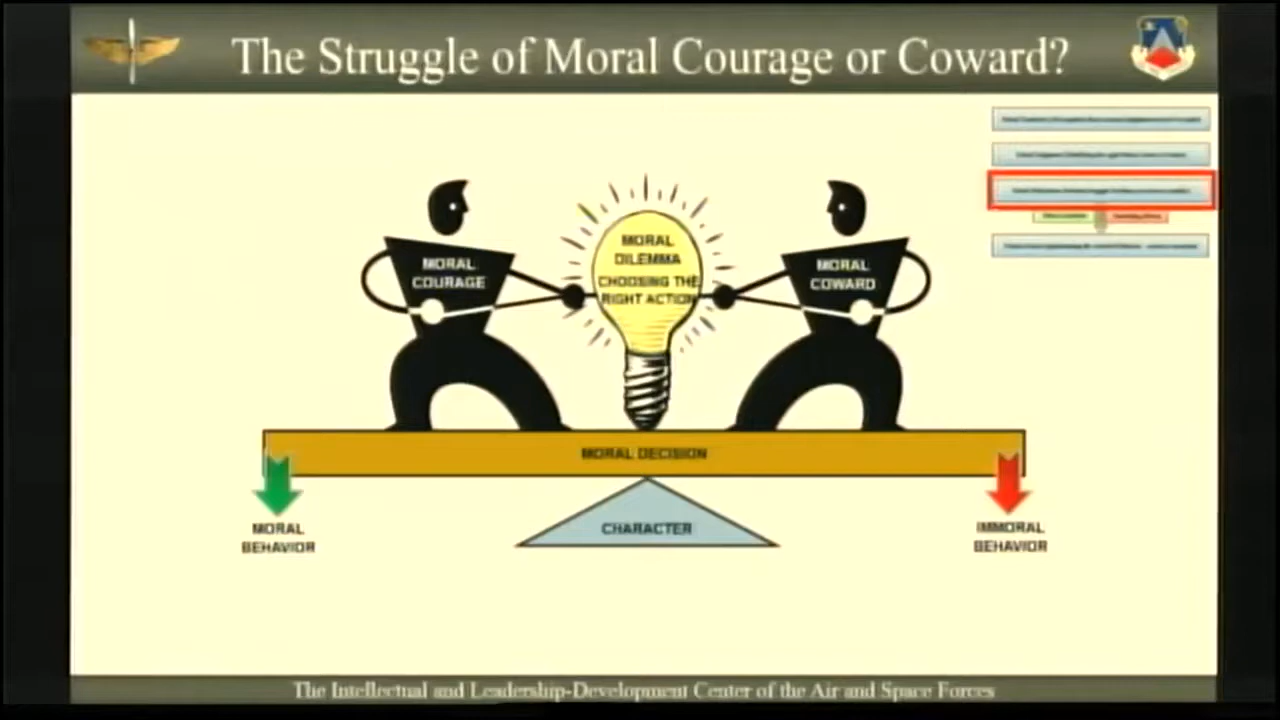 The Struggle of Moral Courage or Coward?
MORAL
COURAGE
MORAL
DILEMMA
CHOOSING THE
RIGHT ACTION
MORAL
COWARD
MORAL DECISION
CHARACTER
MORAL
BEHAVIOR
IMMORAL
BEHAVIOR
The Intellectual and Leadership-Development Center of the Air and Space Forces